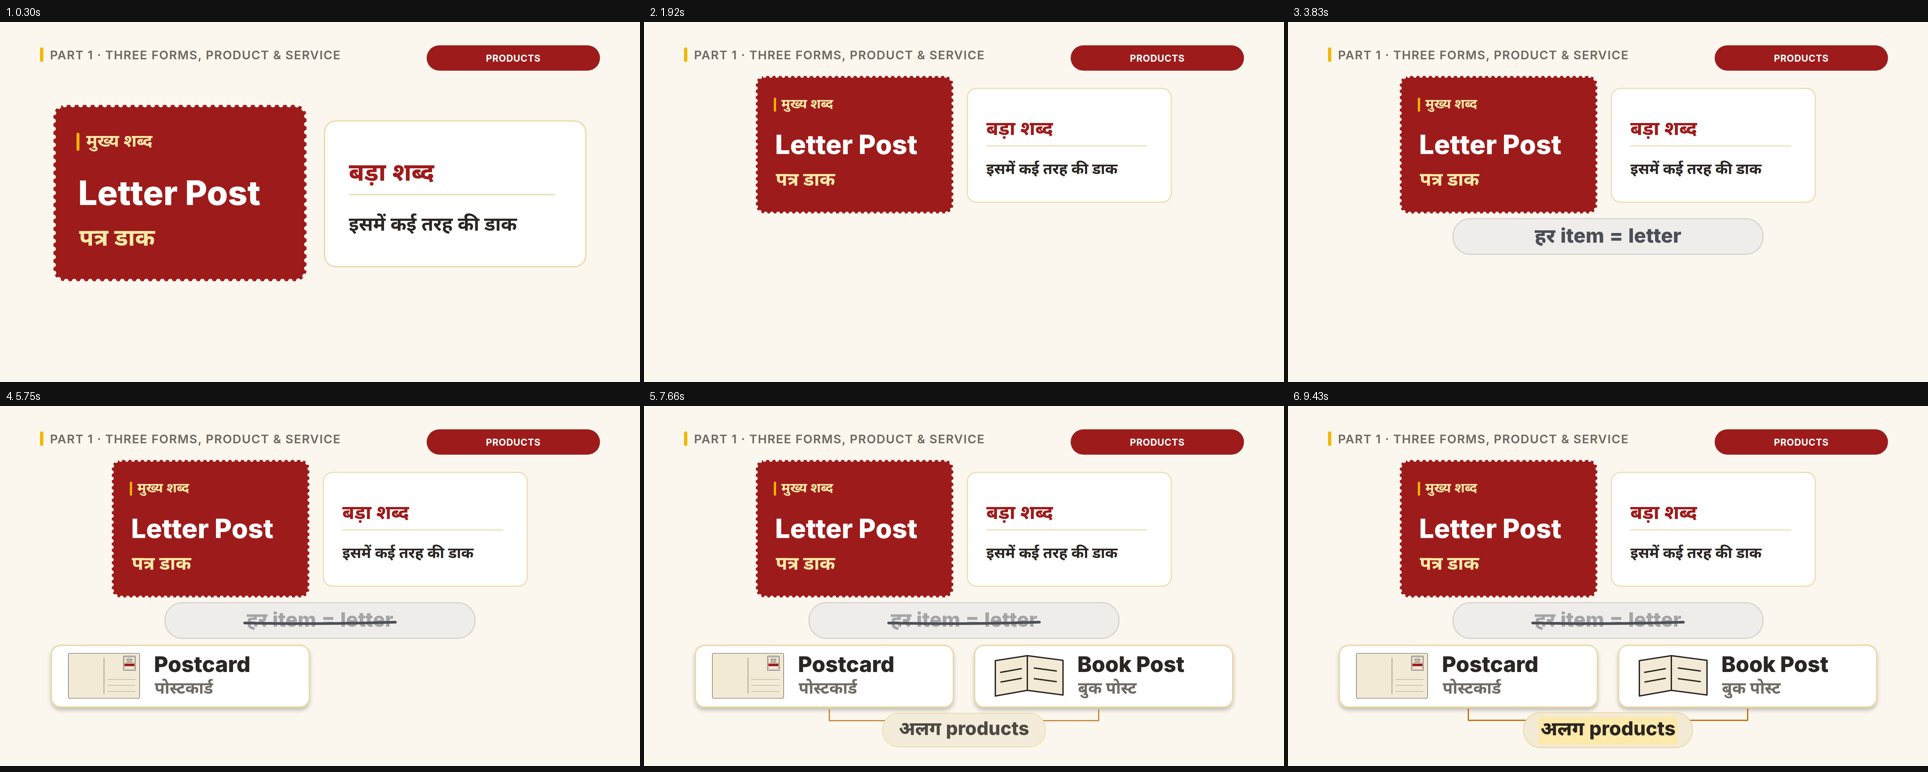 1. 0.30s
PART 1 · THREE FORMS, PRODUCT & SERVICE
PRODUCTS
मुख्य शब्द
Letter Post
पत्र डाक
बड़ा शब्द
इसमें कई तरह की डाक
2. 1.92s
PART 1 · THREE FORMS, PRODUCT & SERVICE
PRODUCTS
मुख्य शब्द
Letter Post
पत्र डाक
बड़ा शब्द
इसमें कई तरह की डाक
3. 3.83s
PART 1 · THREE FORMS, PRODUCT & SERVICE
PRODUCTS
मुख्य शब्द
Letter Post
पत्र डाक
बड़ा शब्द
इसमें कई तरह की डाक
हर item = letter
4. 5.75s
PART 1 · THREE FORMS, PRODUCT & SERVICE
PRODUCTS
मुख्य शब्द
Letter Post
पत्र डाक
बड़ा शब्द
इसमें कई तरह की डाक
हर item = letter
Postcard
पोस्टकार्ड
5. 7.66s
PART 1 · THREE FORMS, PRODUCT & SERVICE
PRODUCTS
मुख्य शब्द
Letter Post
पत्र डाक
बड़ा शब्द
इसमें कई तरह की डाक
हर item = letter
Postcard
पोस्टकार्ड
Book Post
बुक पोस्ट
अलग products
6. 9.43s
PART 1 · THREE FORMS, PRODUCT & SERVICE
PRODUCTS
मुख्य शब्द
Letter Post
पत्र डाक
बड़ा शब्द
इसमें कई तरह की डाक
हर item = letter
Postcard
पोस्टकार्ड
Book Post
बुक पोस्ट
अलग products